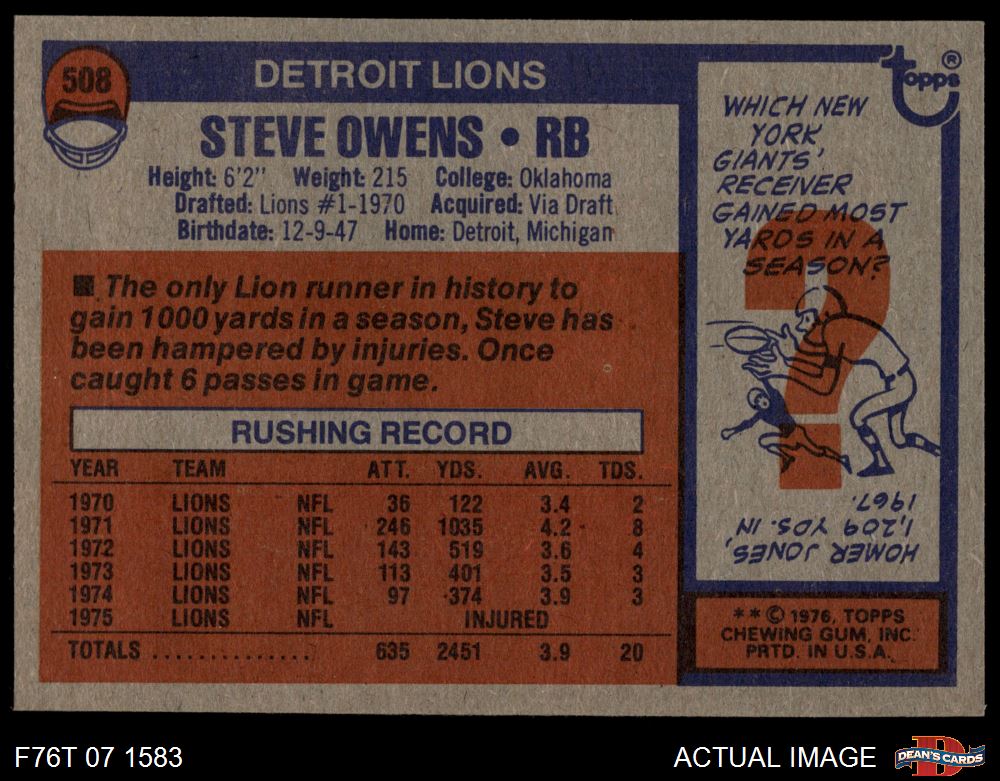 508
DETROIT LIONS
STEVE OWENS • RB
Height: 6'2" Weight: 215 College: Oklahoma
Drafted: Lions #1-1970 Acquired: Via Draft
Birthdate: 12-9-47 Home: Detroit, Michigan
■ The only Lion runner in history to
gain 1000 yards in a season, Steve has
been hampered by injuries. Once
caught 6 passes in game.
RUSHING RECORD
YEAR TEAM ATT. YDS. AVG. TDS.
1970 LIONS NFL 36 122 3.4 2
1971 LIONS NFL 246 1035 4.2 8
1972 LIONS NFL 143 519 3.6 4
1973 LIONS NFL 113 401 3.5 3
1974 LIONS NFL 97 374 3.9 3
1975 LIONS NFL INJURED
TOTALS ............... 635 2451 3.9 20
topps ®
WHICH NEW
YORK
GIANTS'
RECEIVER
GAINED MOST
YARDS IN A
SEASON?
?
HOMER JONES,
1,209 YDS. IN
1967.
** © 1976, TOPPS
CHEWING GUM, INC.
PRTD. IN U.S.A.
F76T 07 1583
ACTUAL IMAGE
D
DEAN'S CARDS